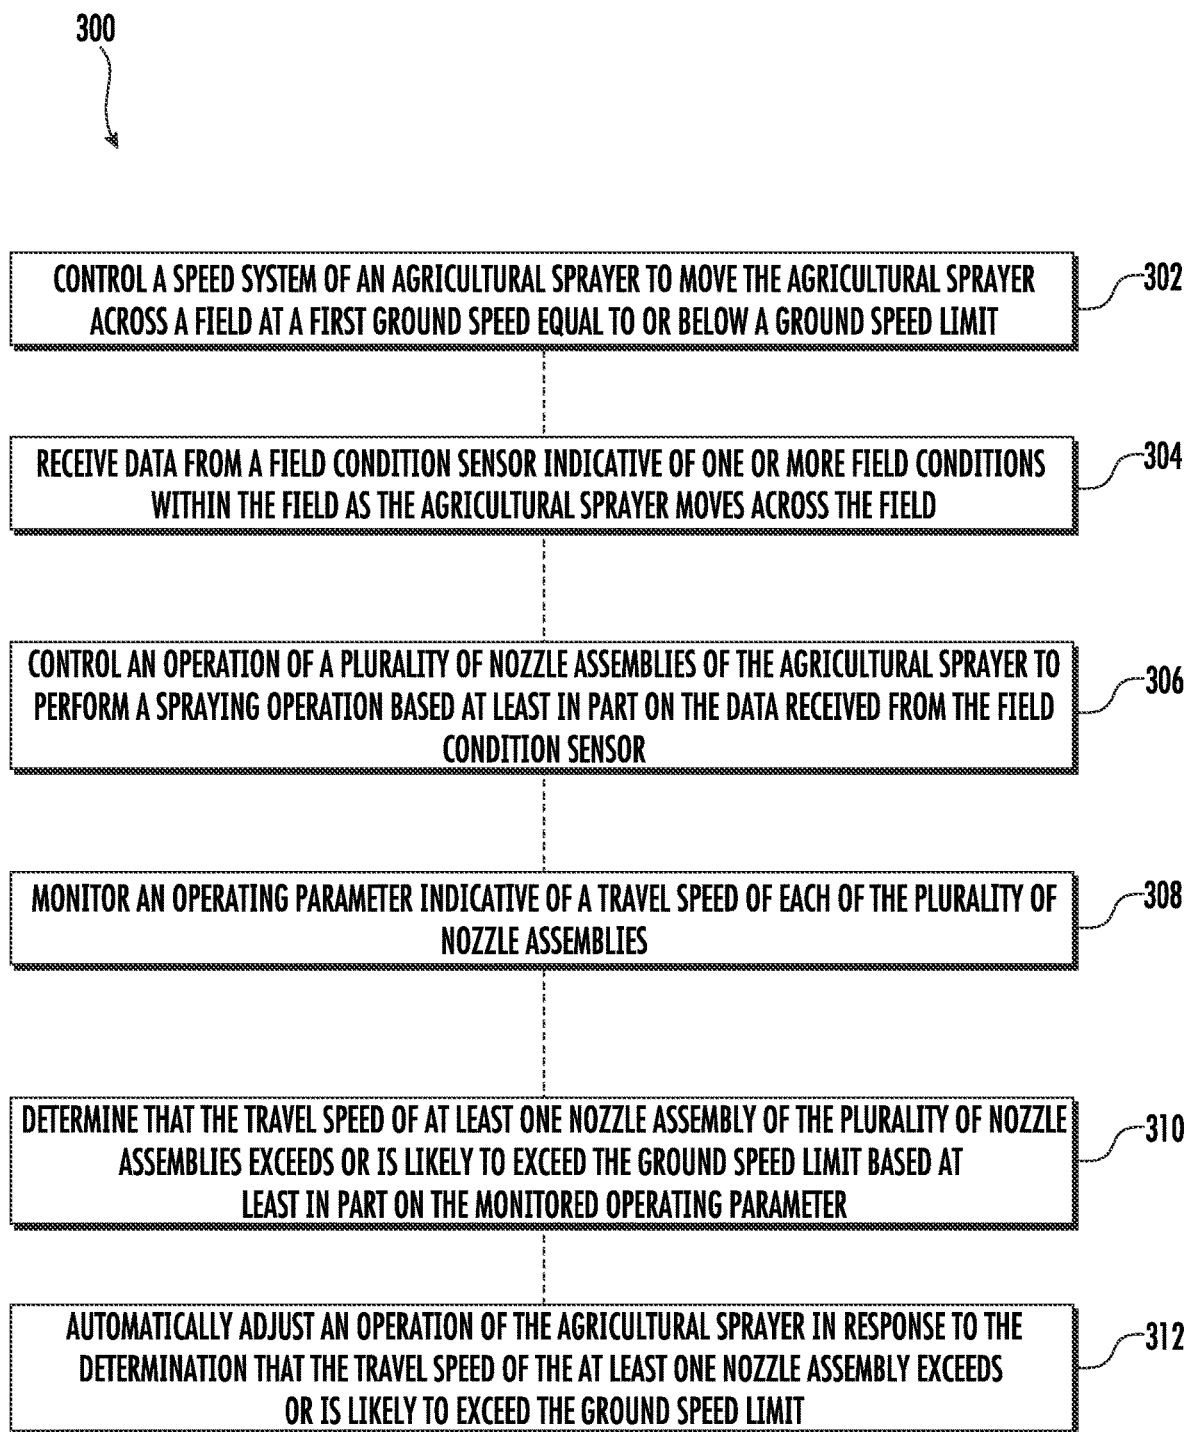 300
CONTROL A SPEED SYSTEM OF AN AGRICULTURAL SPRAYER TO MOVE THE AGRICULTURAL SPRAYER
ACROSS A FIELD AT A FIRST GROUND SPEED EQUAL TO OR BELOW A GROUND SPEED LIMIT
302
RECEIVE DATA FROM A FIELD CONDITION SENSOR INDICATIVE OF ONE OR MORE FIELD CONDITIONS
WITHIN THE FIELD AS THE AGRICULTURAL SPRAYER MOVES ACROSS THE FIELD
304
CONTROL AN OPERATION OF A PLURALITY OF NOZZLE ASSEMBLIES OF THE AGRICULTURAL SPRAYER TO
PERFORM A SPRAYING OPERATION BASED AT LEAST IN PART ON THE DATA RECEIVED FROM THE FIELD
CONDITION SENSOR
306
MONITOR AN OPERATING PARAMETER INDICATIVE OF A TRAVEL SPEED OF EACH OF THE PLURALITY OF
NOZZLE ASSEMBLIES
308
DETERMINE THAT THE TRAVEL SPEED OF AT LEAST ONE NOZZLE ASSEMBLY OF THE PLURALITY OF NOZZLE
ASSEMBLIES EXCEEDS OR IS LIKELY TO EXCEED THE GROUND SPEED LIMIT BASED AT
LEAST IN PART ON THE MONITORED OPERATING PARAMETER
310
AUTOMATICALLY ADJUST AN OPERATION OF THE AGRICULTURAL SPRAYER IN RESPONSE TO THE
DETERMINATION THAT THE TRAVEL SPEED OF THE AT LEAST ONE NOZZLE ASSEMBLY EXCEEDS
OR IS LIKELY TO EXCEED THE GROUND SPEED LIMIT
312